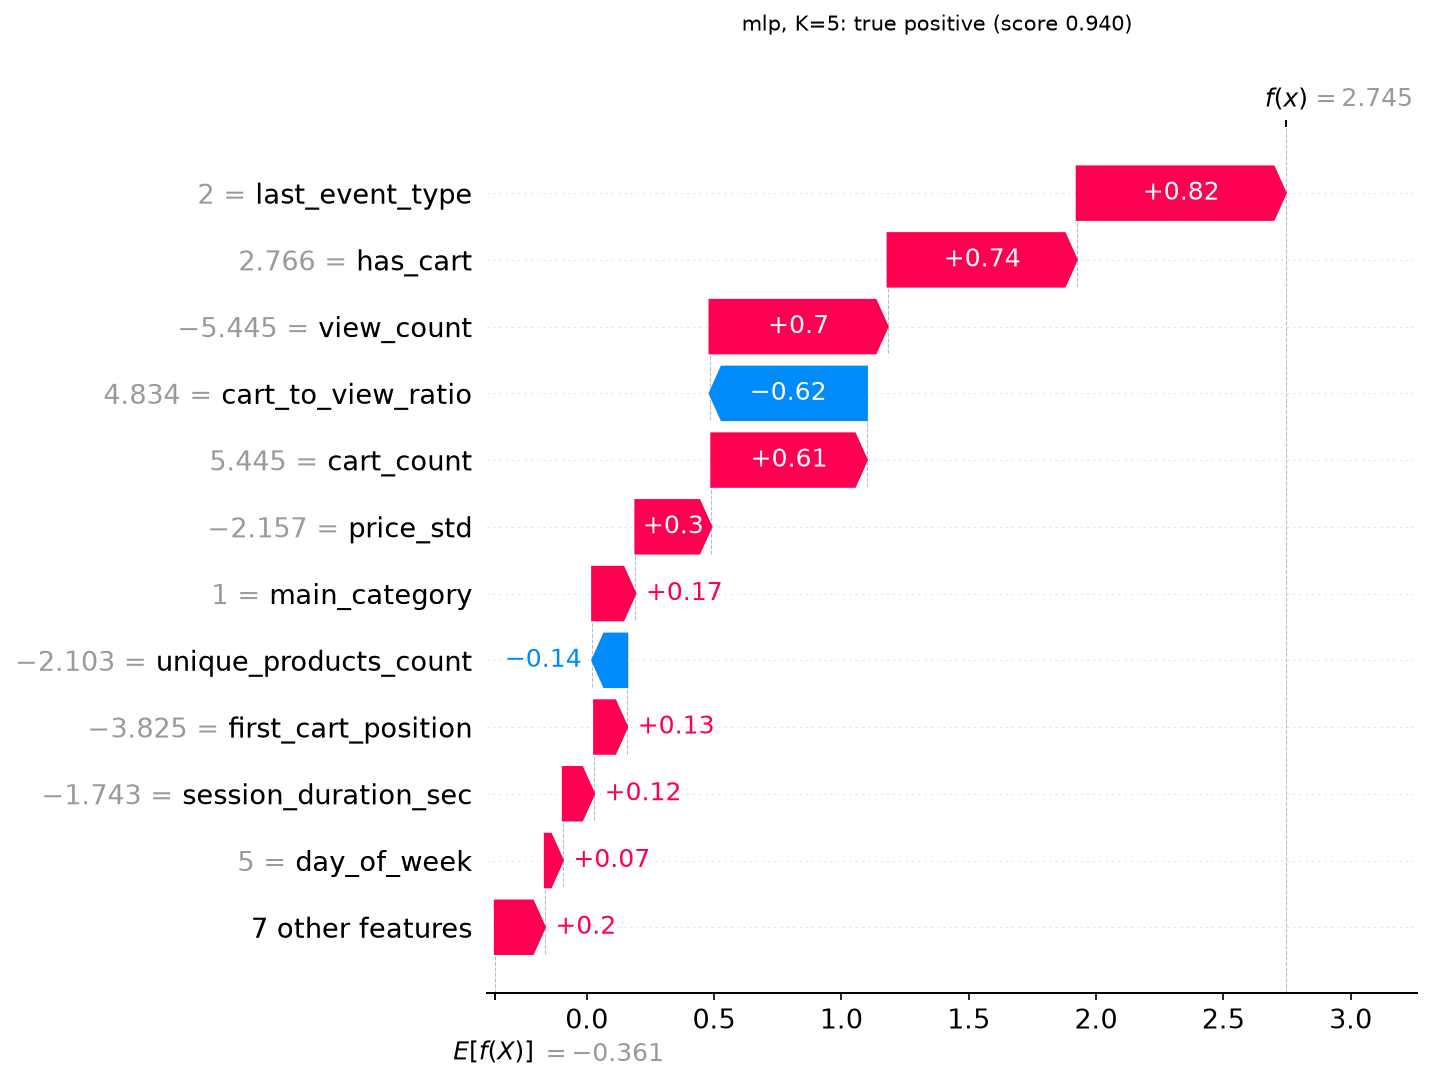 mlp, K=5: true positive (score 0.940)
f(x) = 2.745
2 = last_event_type +0.82
2.766 = has_cart +0.74
−5.445 = view_count +0.7
4.834 = cart_to_view_ratio −0.62
5.445 = cart_count +0.61
−2.157 = price_std +0.3
1 = main_category +0.17
−2.103 = unique_products_count −0.14
−3.825 = first_cart_position +0.13
−1.743 = session_duration_sec +0.12
5 = day_of_week +0.07
7 other features +0.2
0.0 0.5 1.0 1.5 2.0 2.5 3.0
E[f(X)] = −0.361